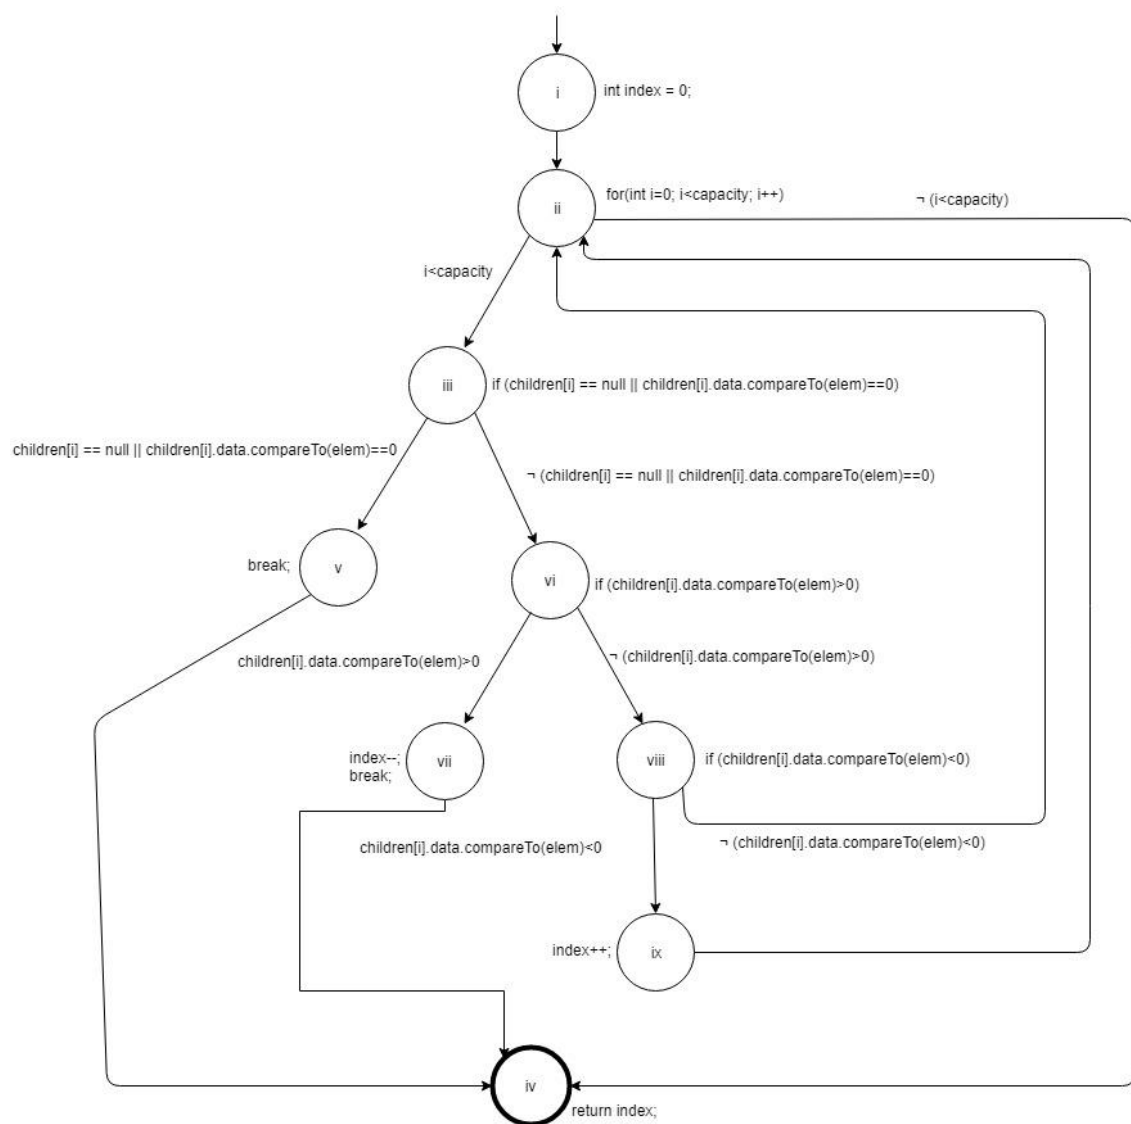 i
int index = 0;
ii
for(int i=0; i<capacity; i++)
¬ (i<capacity)
i<capacity
iii
if (children[i] == null || children[i].data.compareTo(elem)==0)
children[i] == null || children[i].data.compareTo(elem)==0
¬ (children[i] == null || children[i].data.compareTo(elem)==0)
break;
v
vi
if (children[i].data.compareTo(elem)>0)
children[i].data.compareTo(elem)>0
¬ (children[i].data.compareTo(elem)>0)
index--;
break;
vii
viii
if (children[i].data.compareTo(elem)<0)
children[i].data.compareTo(elem)<0
¬ (children[i].data.compareTo(elem)<0)
index++;
ix
iv
return index;